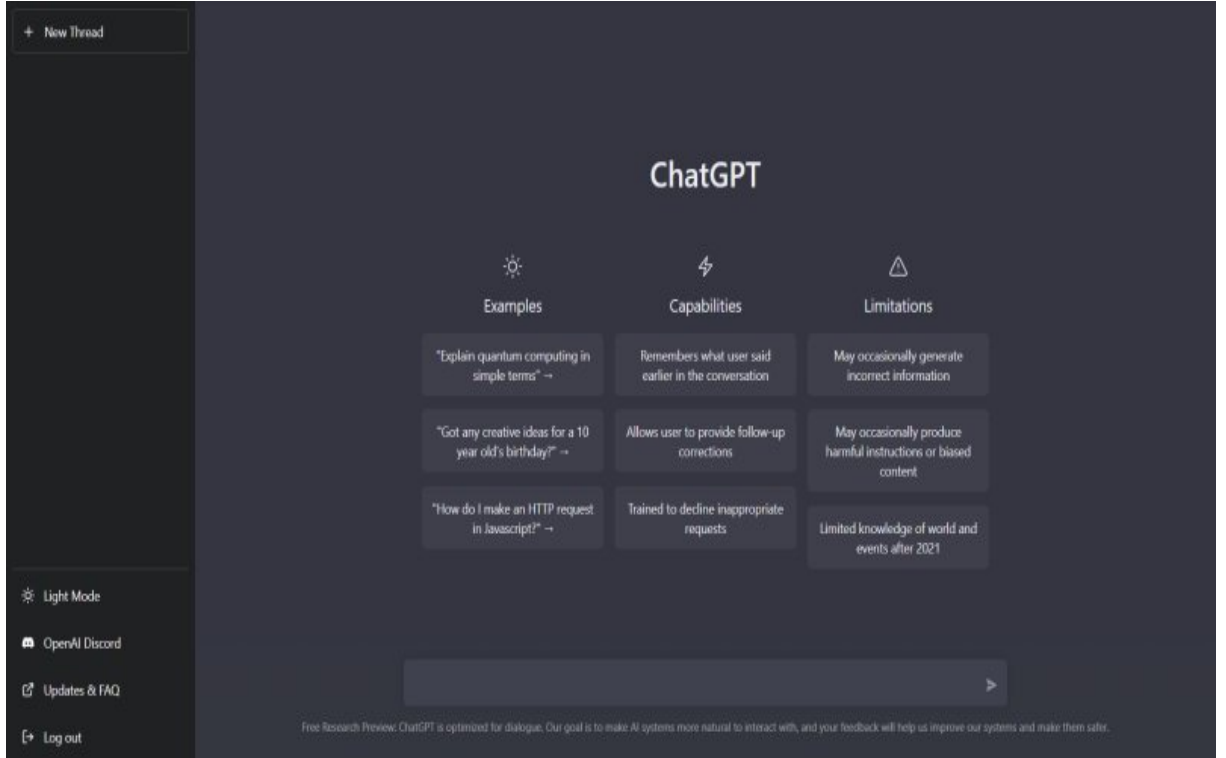 + New Thread
ChatGPT
Examples
"Explain quantum computing in
simple terms" →
"Got any creative ideas for a 10
year old's birthday?" →
"How do I make an HTTP request
in Javascript?" →
Capabilities
Remembers what user said
earlier in the conversation
Allows user to provide follow-up
corrections
Trained to decline inappropriate
requests
Limitations
May occasionally generate
incorrect information
May occasionally produce
harmful instructions or biased
content
Limited knowledge of world and
events after 2021
Light Mode
OpenAI Discord
Updates & FAQ
Log out
Free Research Preview: ChatGPT is optimized for dialogue. Our goal is to make AI systems more natural to interact with, and your feedback will help us improve our systems and make them safer.